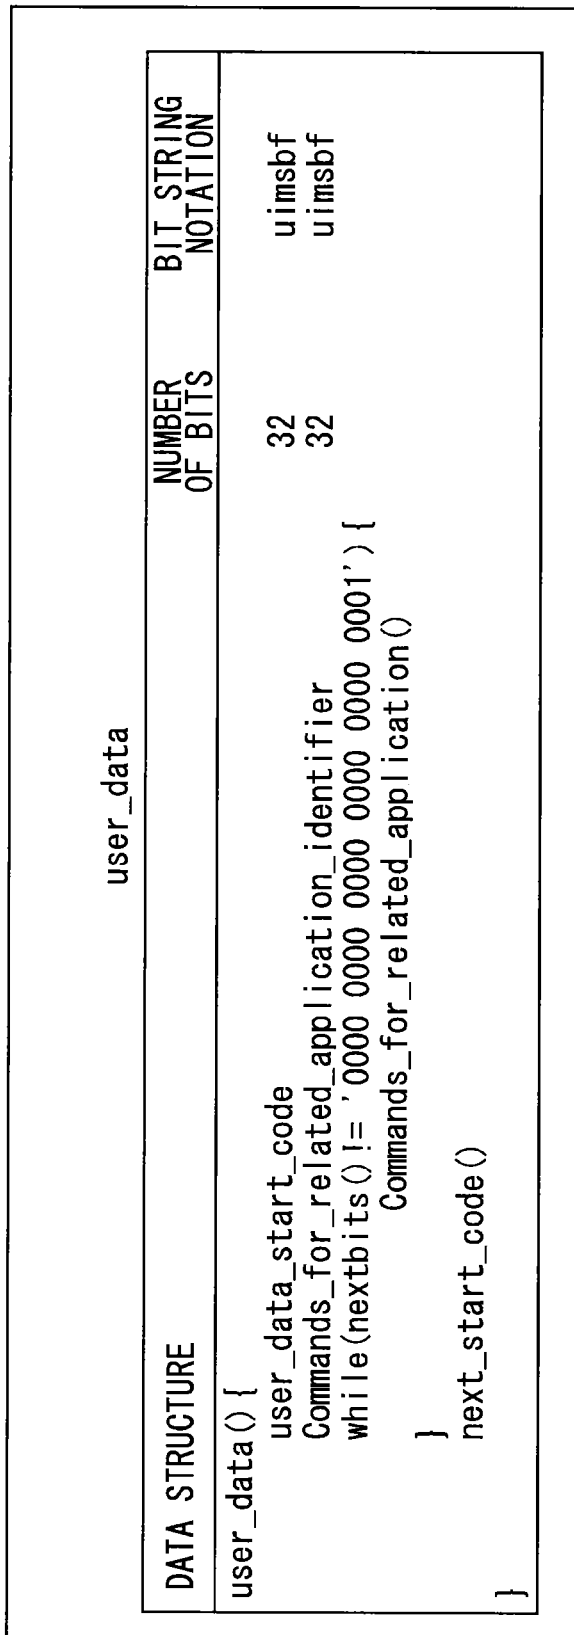 user_data
DATA STRUCTURE NUMBER OF BITS BIT STRING NOTATION
user_data() {
user_data_start_code 32 uimsbf
Commands_for_related_application_identifier 32 uimsbf
while(nextbits() != '0000 0000 0000 0000 0000 0001') {
Commands_for_related_application()
}
next_start_code()
}